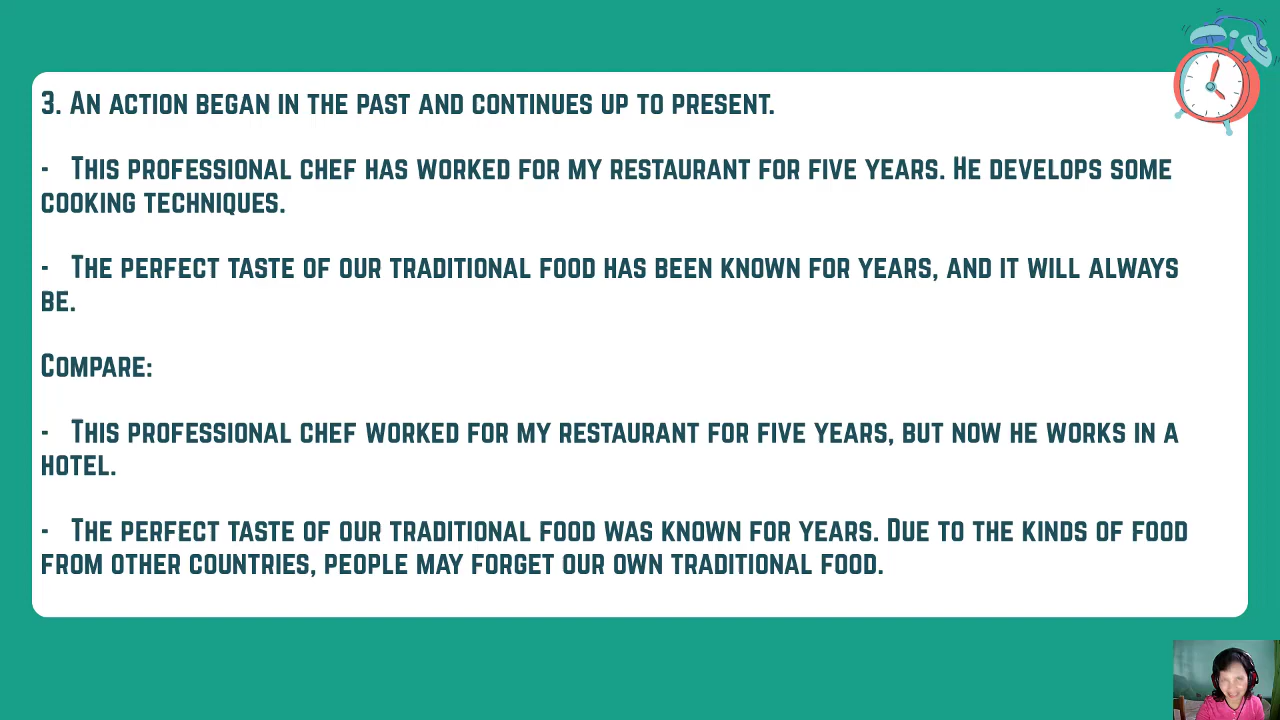 3. An action began in the past and continues up to present.
- This professional chef has worked for my restaurant for five years. He develops some
cooking techniques.
- The perfect taste of our traditional food has been known for years, and it will always
be.
Compare:
- This professional chef worked for my restaurant for five years, but now he works in a
hotel.
- The perfect taste of our traditional food was known for years. Due to the kinds of food
from other countries, people may forget our own traditional food.